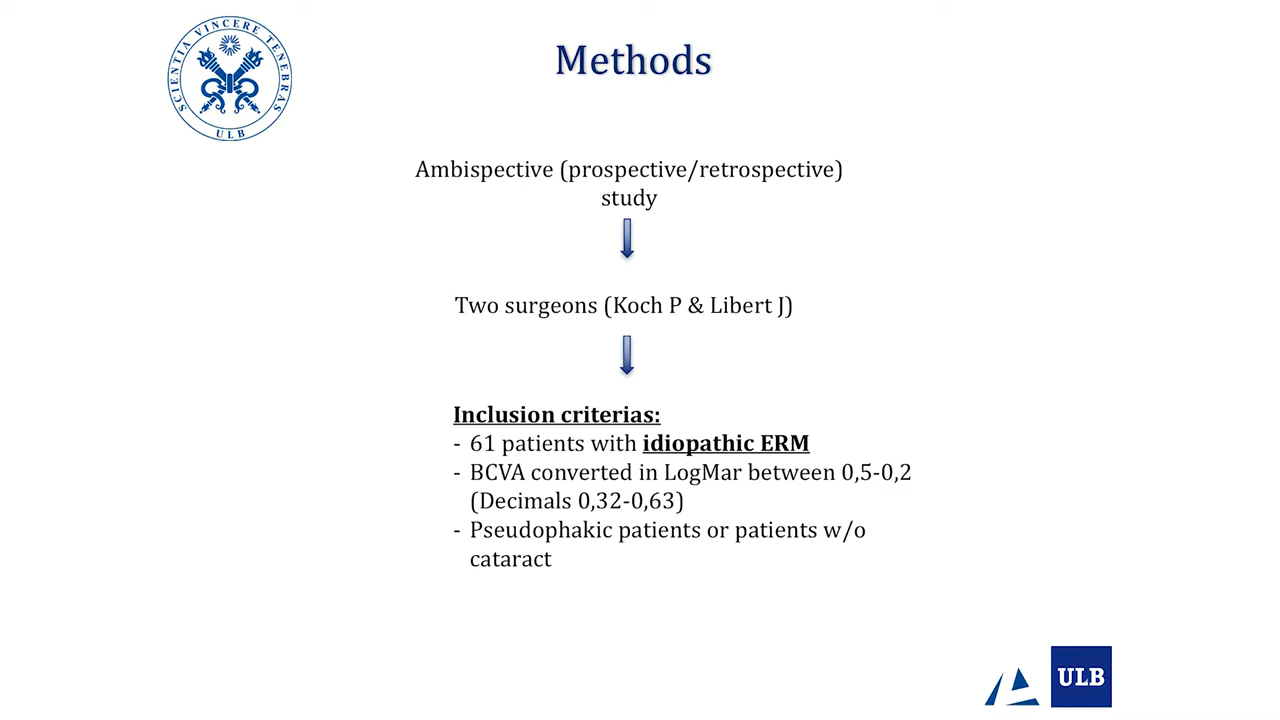 SCIENTIA VINCERE TENEBRAS
ULB
Methods
Ambispective (prospective/retrospective)
study
Two surgeons (Koch P & Libert J)
Inclusion criterias:
- 61 patients with idiopathic ERM
- BCVA converted in LogMar between 0,5-0,2
(Decimals 0,32-0,63)
- Pseudophakic patients or patients w/o
cataract
ULB